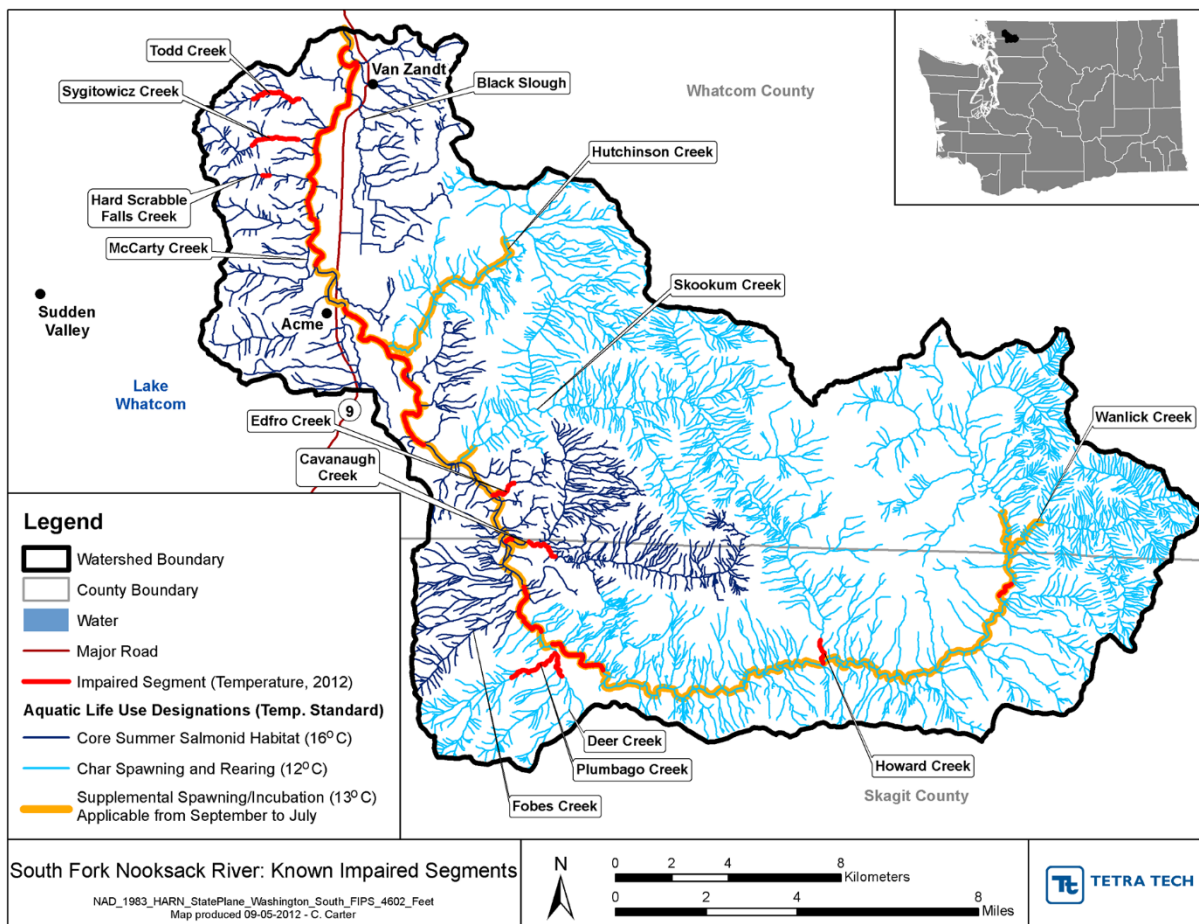 Todd Creek
Van Zandt
Sygitowicz Creek
Black Slough
Whatcom County
Hutchinson Creek
Hard Scrabble
Falls Creek
McCarty Creek
Skookum Creek
Sudden
Valley
Acme
Lake
Whatcom
9
Edfro Creek
Wanlick Creek
Cavanaugh
Creek
Legend
Watershed Boundary
County Boundary
Water
Major Road
Impaired Segment (Temperature, 2012)
Aquatic Life Use Designations (Temp. Standard)
Core Summer Salmonid Habitat (16° C)
Char Spawning and Rearing (12° C)
Supplemental Spawning/Incubation (13° C)
Applicable from September to July
Deer Creek
Plumbago Creek
Howard Creek
Skagit County
Fobes Creek
South Fork Nooksack River: Known Impaired Segments
NAD_1983_HARN_StatePlane_Washington_South_FIPS_4602_Feet
Map produced 09-05-2012 - C. Carter
N
0 2 4 8
Kilometers
0 2 4 8
Miles
Tt TETRA TECH